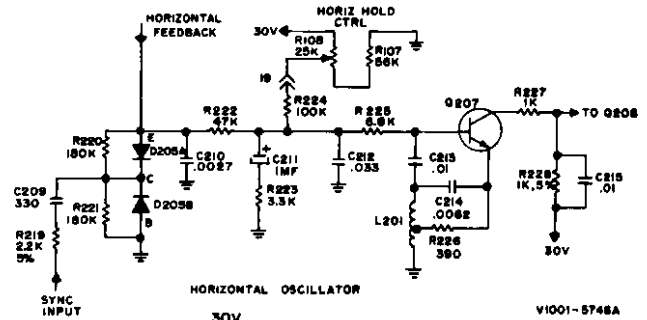 HORIZONTAL
FEEDBACK
HORIZ HOLD
CTRL
30V
R108
25K
R107
56K
19
R224
100K
R222
47K
R225
6.8K
Q207
R227
1K
TO Q208
R220
180K
E
D205A
C210
.0027
C211
1MF
C212
.033
C213
.01
R228
1K,5%
C215
.01
C209
330
C
R223
3.3K
C214
.0062
R221
180K
D205B
B
L201
R226
390
R219
2.2K
5%
30V
SYNC
INPUT
HORIZONTAL OSCILLATOR
30V
V1001-5746A